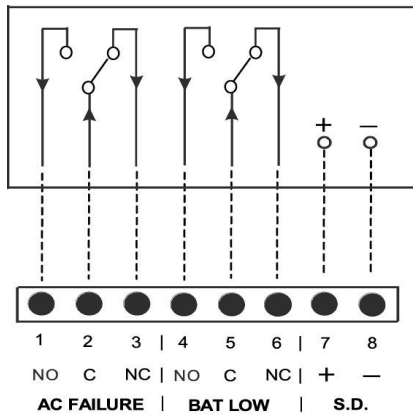 + −
1 2 3 | 4 5 6 | 7 8
NO C NC | NO C NC | + −
AC FAILURE | BAT LOW | S.D.